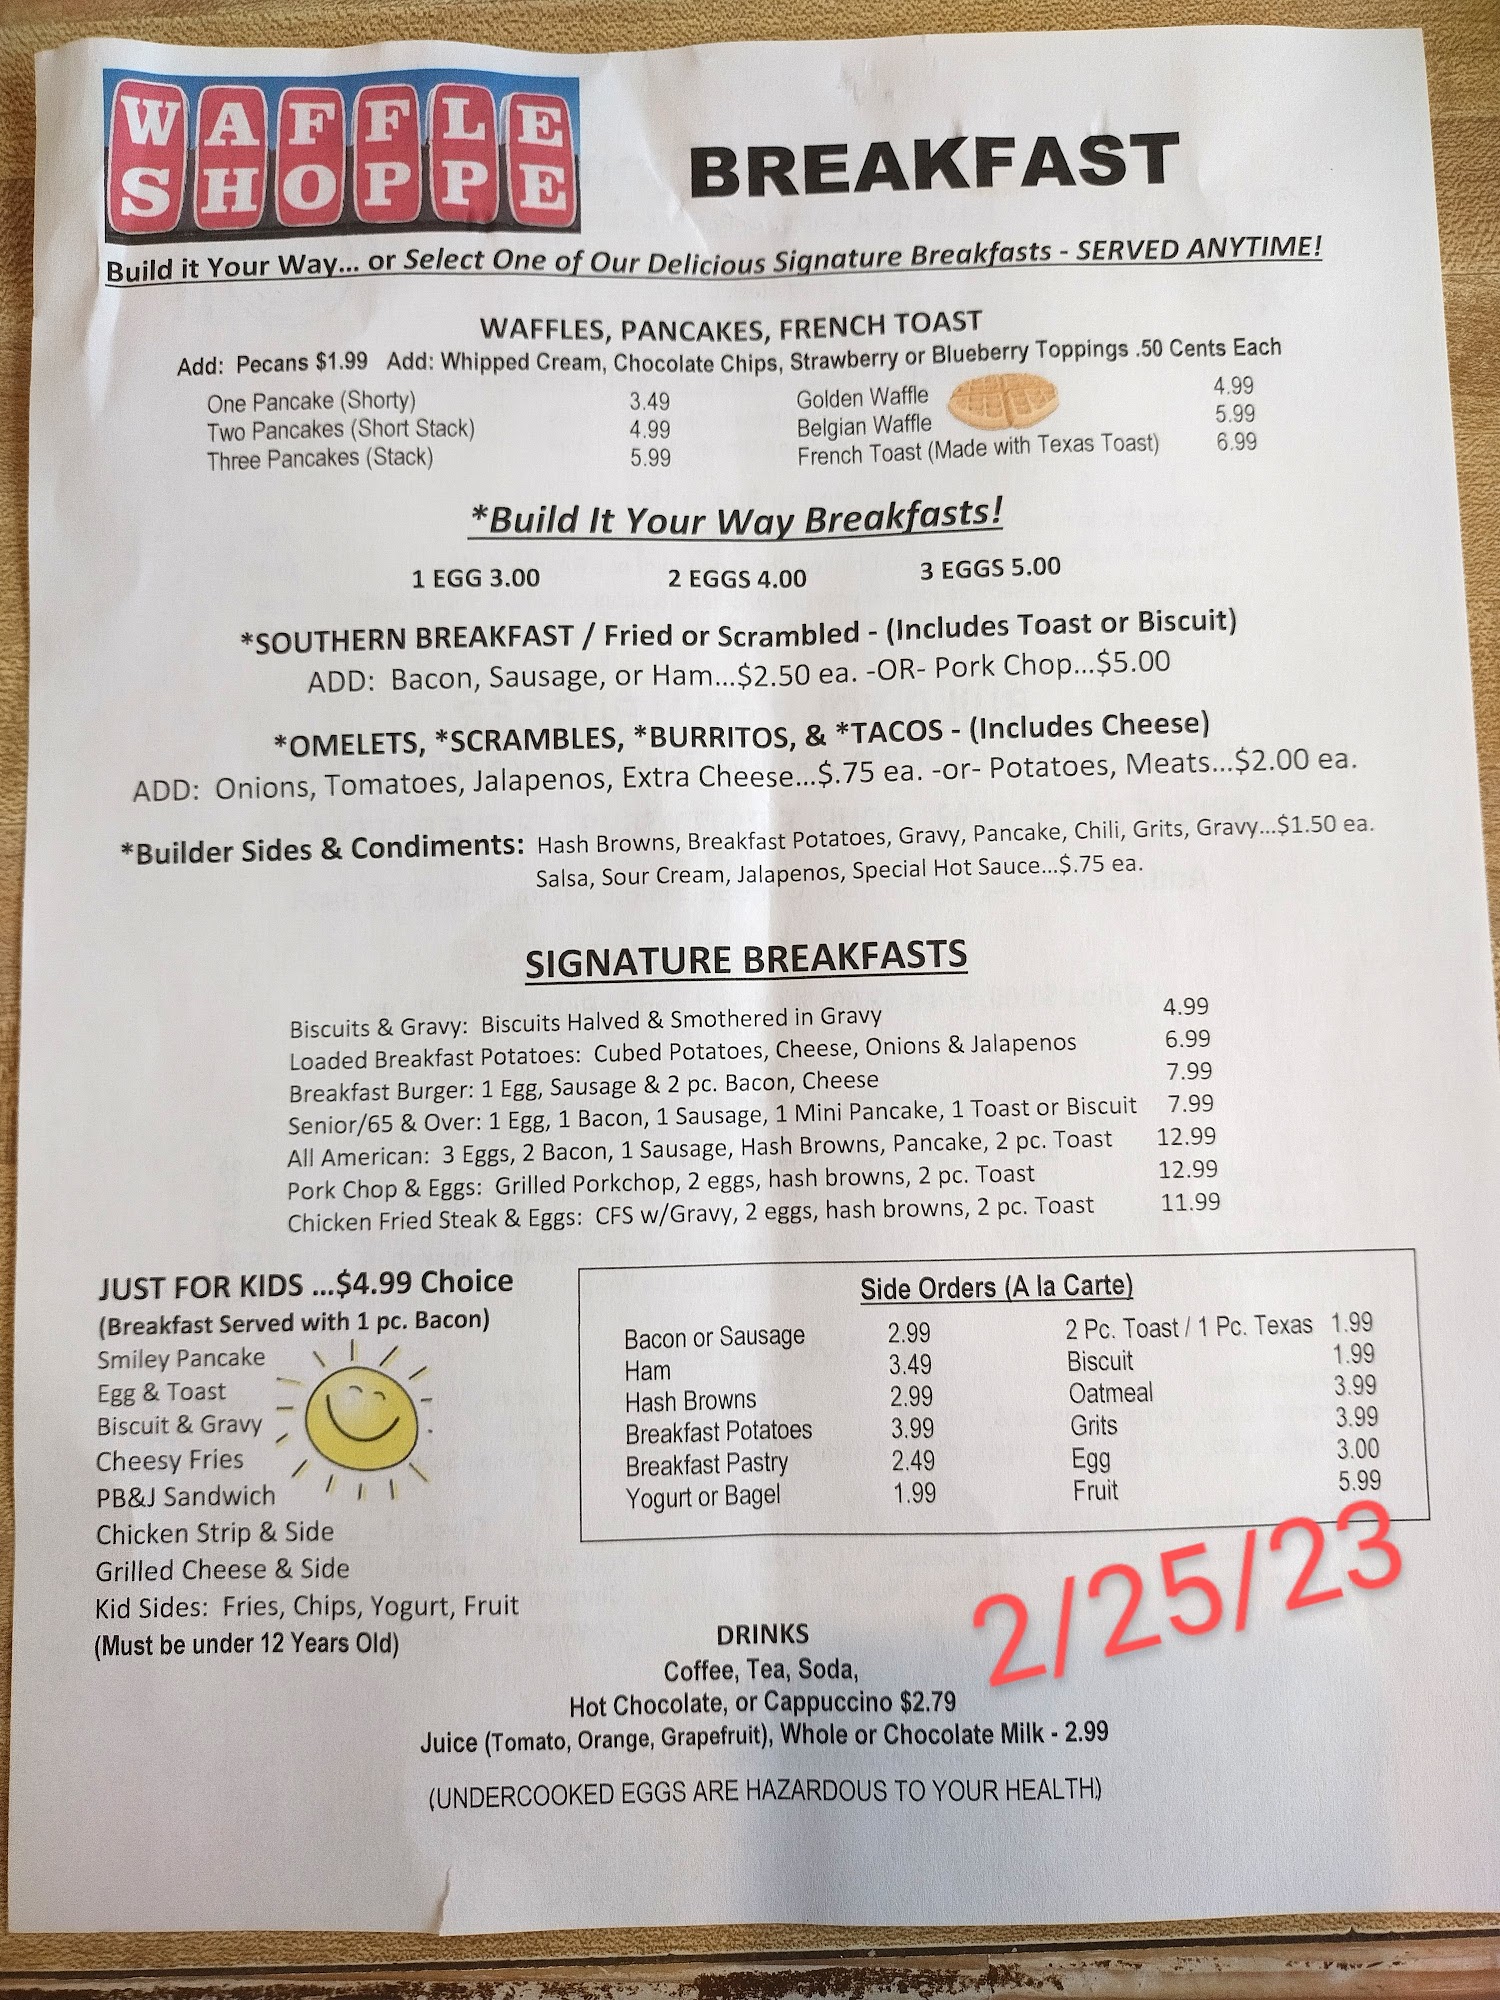 WAFFLE
SHOPPE
BREAKFAST
Build it Your Way... or Select One of Our Delicious Signature Breakfasts - SERVED ANYTIME!
WAFFLES, PANCAKES, FRENCH TOAST
Add: Pecans $1.99 Add: Whipped Cream, Chocolate Chips, Strawberry or Blueberry Toppings .50 Cents Each
One Pancake (Shorty) 3.49
Two Pancakes (Short Stack) 4.99
Three Pancakes (Stack) 5.99
Golden Waffle 4.99
Belgian Waffle 5.99
French Toast (Made with Texas Toast) 6.99
*Build It Your Way Breakfasts!
1 EGG 3.00 2 EGGS 4.00 3 EGGS 5.00
*SOUTHERN BREAKFAST / Fried or Scrambled - (Includes Toast or Biscuit)
ADD: Bacon, Sausage, or Ham...$2.50 ea. -OR- Pork Chop...$5.00
*OMELETS, *SCRAMBLES, *BURRITOS, & *TACOS - (Includes Cheese)
ADD: Onions, Tomatoes, Jalapenos, Extra Cheese...$.75 ea. -or- Potatoes, Meats...$2.00 ea.
*Builder Sides & Condiments: Hash Browns, Breakfast Potatoes, Gravy, Pancake, Chili, Grits, Gravy...$1.50 ea.
Salsa, Sour Cream, Jalapenos, Special Hot Sauce...$.75 ea.
SIGNATURE BREAKFASTS
Biscuits & Gravy: Biscuits Halved & Smothered in Gravy 4.99
Loaded Breakfast Potatoes: Cubed Potatoes, Cheese, Onions & Jalapenos 6.99
Breakfast Burger: 1 Egg, Sausage & 2 pc. Bacon, Cheese 7.99
Senior/65 & Over: 1 Egg, 1 Bacon, 1 Sausage, 1 Mini Pancake, 1 Toast or Biscuit 7.99
All American: 3 Eggs, 2 Bacon, 1 Sausage, Hash Browns, Pancake, 2 pc. Toast 12.99
Pork Chop & Eggs: Grilled Porkchop, 2 eggs, hash browns, 2 pc. Toast 12.99
Chicken Fried Steak & Eggs: CFS w/Gravy, 2 eggs, hash browns, 2 pc. Toast 11.99
JUST FOR KIDS ...$4.99 Choice
(Breakfast Served with 1 pc. Bacon)
Smiley Pancake
Egg & Toast
Biscuit & Gravy
Cheesy Fries
PB&J Sandwich
Chicken Strip & Side
Grilled Cheese & Side
Kid Sides: Fries, Chips, Yogurt, Fruit
(Must be under 12 Years Old)
Side Orders (A la Carte)
Bacon or Sausage 2.99
Ham 3.49
Hash Browns 2.99
Breakfast Potatoes 3.99
Breakfast Pastry 2.49
Yogurt or Bagel 1.99
2 Pc. Toast / 1 Pc. Texas 1.99
Biscuit 1.99
Oatmeal 3.99
Grits 3.99
Egg 3.00
Fruit 5.99
2/25/23
DRINKS
Coffee, Tea, Soda,
Hot Chocolate, or Cappuccino $2.79
Juice (Tomato, Orange, Grapefruit), Whole or Chocolate Milk - 2.99
(UNDERCOOKED EGGS ARE HAZARDOUS TO YOUR HEALTH)